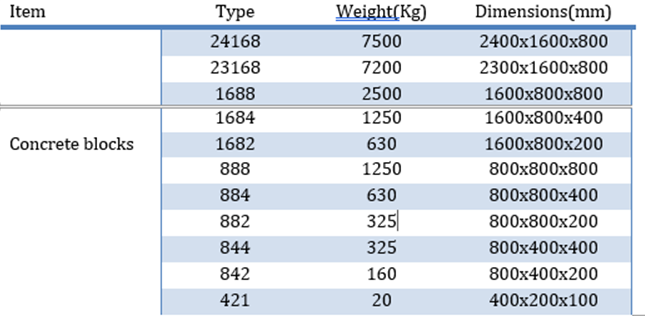 Item Type Weight(Kg) Dimensions(mm)
24168 7500 2400x1600x800
23168 7200 2300x1600x800
1688 2500 1600x800x800
1684 1250 1600x800x400
Concrete blocks 1682 630 1600x800x200
888 1250 800x800x800
884 630 800x800x400
882 325 800x800x200
844 325 800x400x400
842 160 800x400x200
421 20 400x200x100